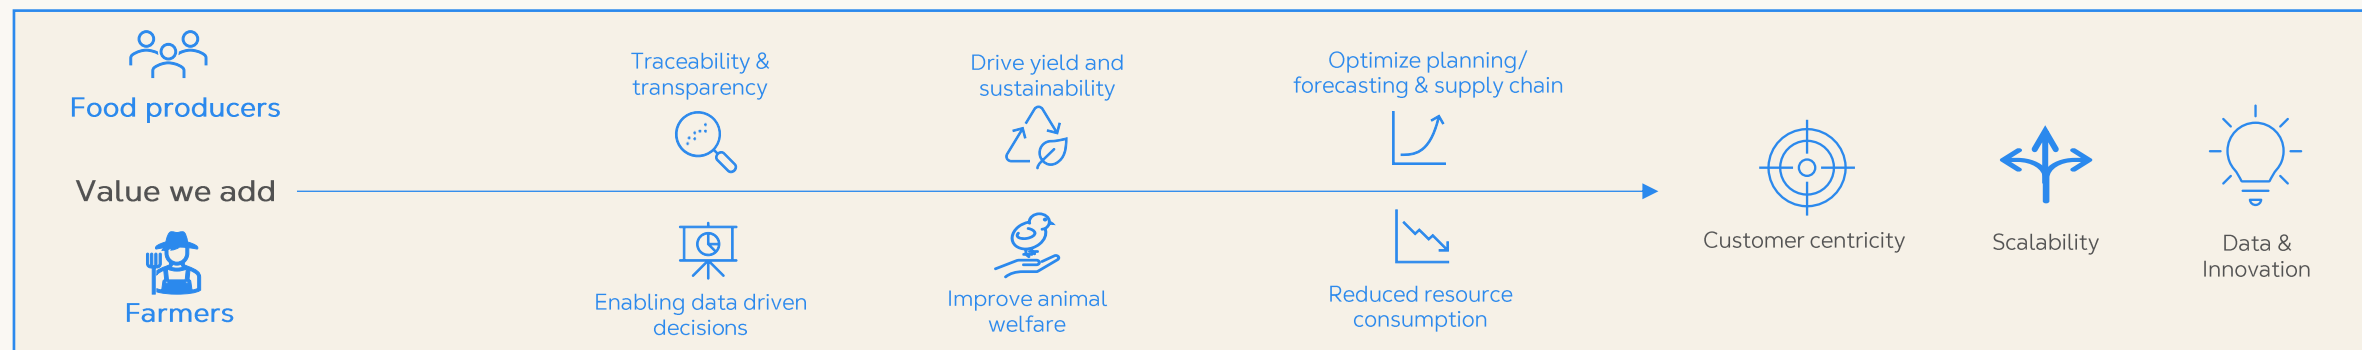 Food producers
Traceability &
transparency
Drive yield and
sustainability
Optimize planning/
forecasting & supply chain
Value we add
Farmers
Enabling data driven
decisions
Improve animal
welfare
Reduced resource
consumption
Customer centricity
Scalability
Data &
Innovation